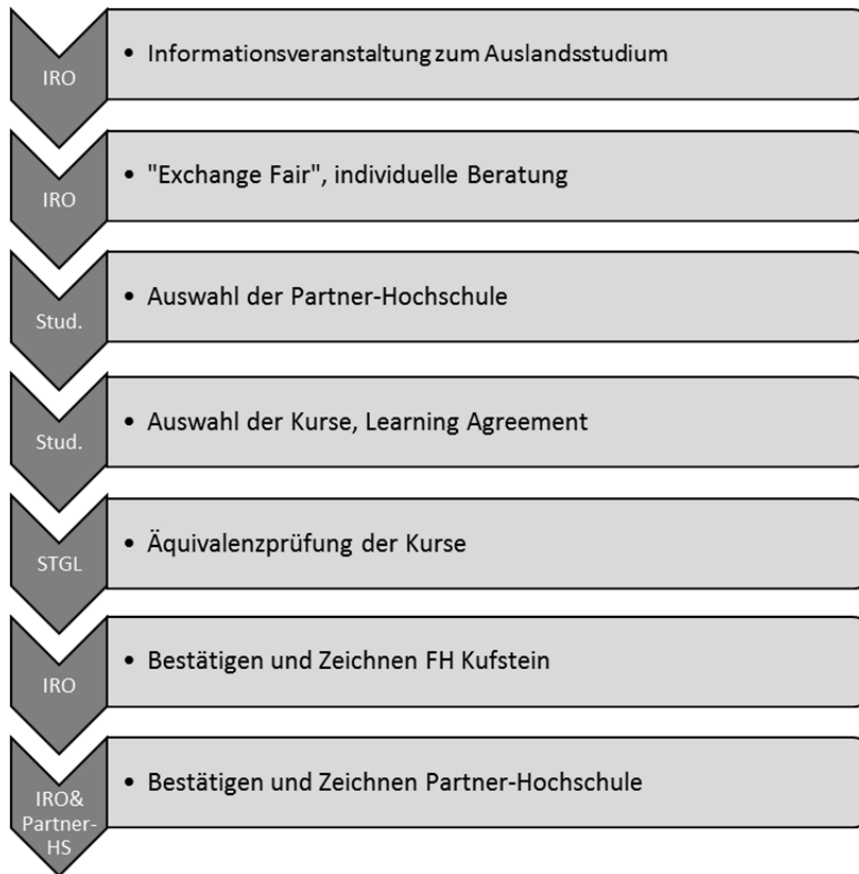 IRO
• Informationsveranstaltung zum Auslandsstudium
IRO
• "Exchange Fair", individuelle Beratung
Stud.
• Auswahl der Partner-Hochschule
Stud.
• Auswahl der Kurse, Learning Agreement
STGL
• Äquivalenzprüfung der Kurse
IRO
• Bestätigen und Zeichnen FH Kufstein
IRO&
Partner-
HS
• Bestätigen und Zeichnen Partner-Hochschule